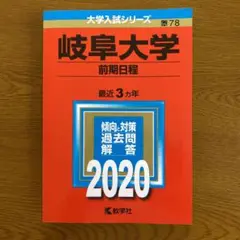 大学入試シリーズ
78
岐阜大学
前期日程
最近3ヵ年
傾向と対策
過去問
解答
2020
教学社